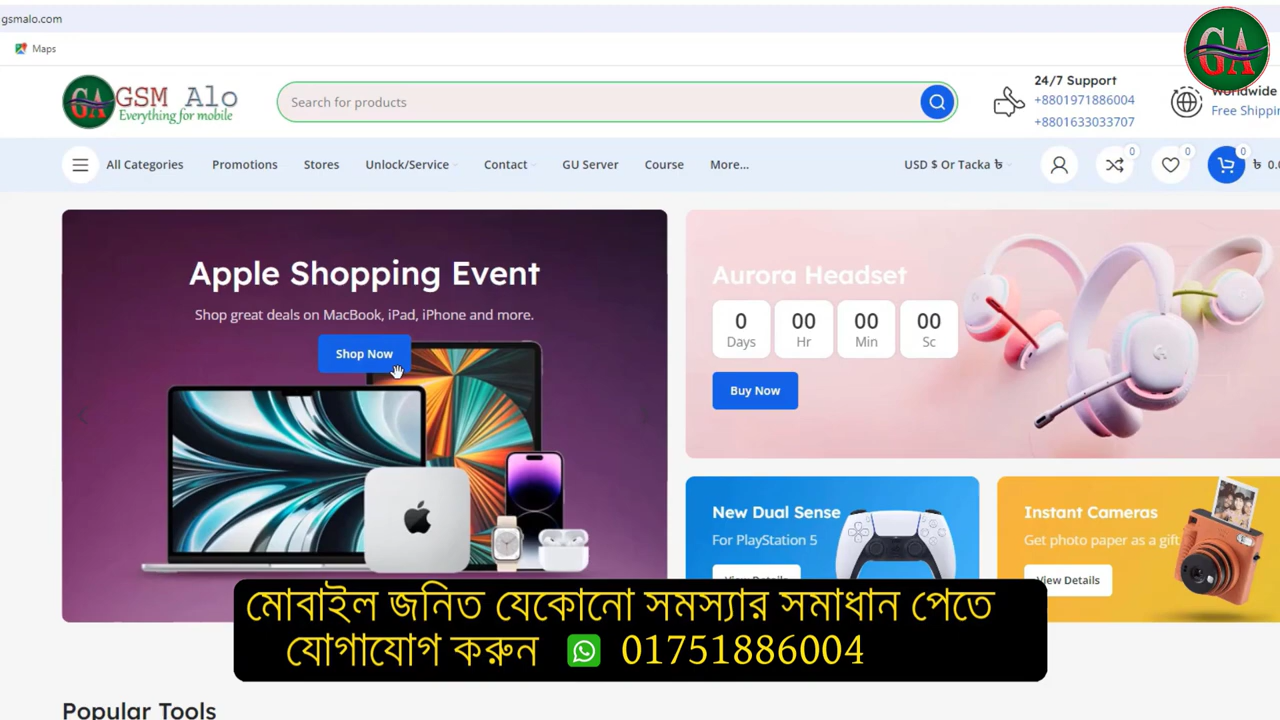 gsmalo.com
Maps
GA
GSM Alo
Everything for mobile
Search for products
24/7 Support
+8801971886004
+8801633033707
Worldwide
Free Shippin
GA
All Categories
Promotions
Stores
Unlock/Service
Contact
GU Server
Course
More...
USD $ Or Tacka ৳
0
0
0
৳ 0.0
Apple Shopping Event
Shop great deals on MacBook, iPad, iPhone and more.
Shop Now
Aurora Headset
0 00 00 00
Days Hr Min Sc
Buy Now
New Dual Sense
For PlayStation 5
View Details
Instant Cameras
Get photo paper as a gift
View Details
মোবাইল জনিত যেকোনো সমস্যার সমাধান পেতে
যোগাযোগ করুন 01751886004
Popular Tools